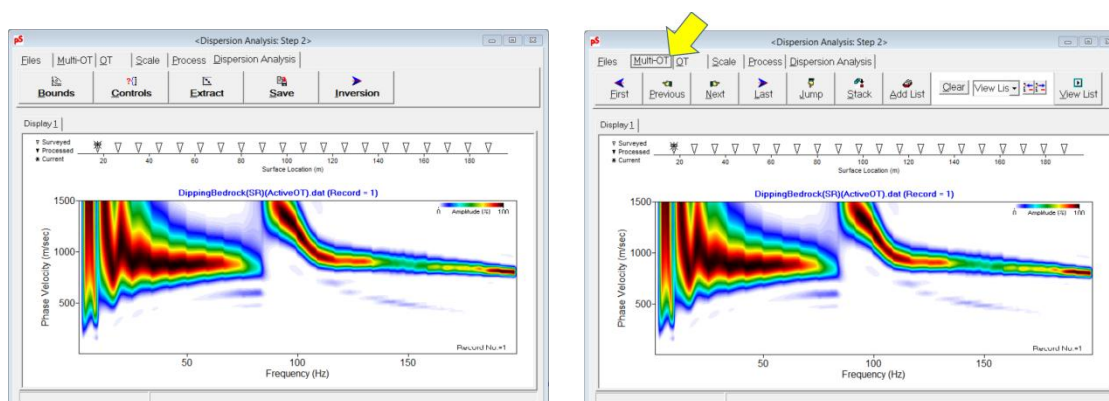 pS <Dispersion Analysis: Step 2>
Files Multi-OT OT Scale Process Dispersion Analysis
Bounds Controls Extract Save Inversion
Display1
Surveyed
Processed
Current
20 40 60 80 100 120 140 160 180
Surface Location (m)
DippingBedrock(SR)(ActiveOT).dat (Record = 1)
1500
0 Amplitude (%) 100
1000
500
Phase Velocity (m/sec)
Record No.=1
50 100 150
Frequency (Hz)
pS <Dispersion Analysis: Step 2>
Files Multi-OT OT Scale Process Dispersion Analysis
First Previous Next Last Jump Stack Add List Clear View Lis View List
Display1
Surveyed
Processed
Current
20 40 60 80 100 120 140 160 180
Surface Location (m)
DippingBedrock(SR)(ActiveOT).dat (Record = 1)
1500
0 Amplitude (%) 100
1000
500
Phase Velocity (m/sec)
Record No.=1
50 100 150
Frequency (Hz)